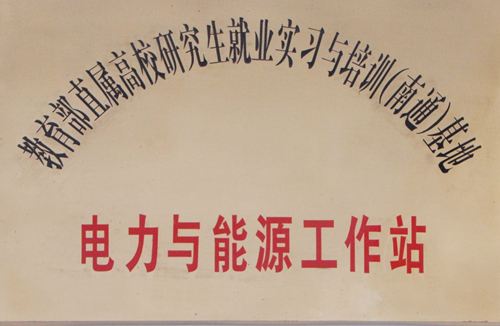 教育部直属高校研究生就业实习与培训(南通)基地
电力与能源工作站